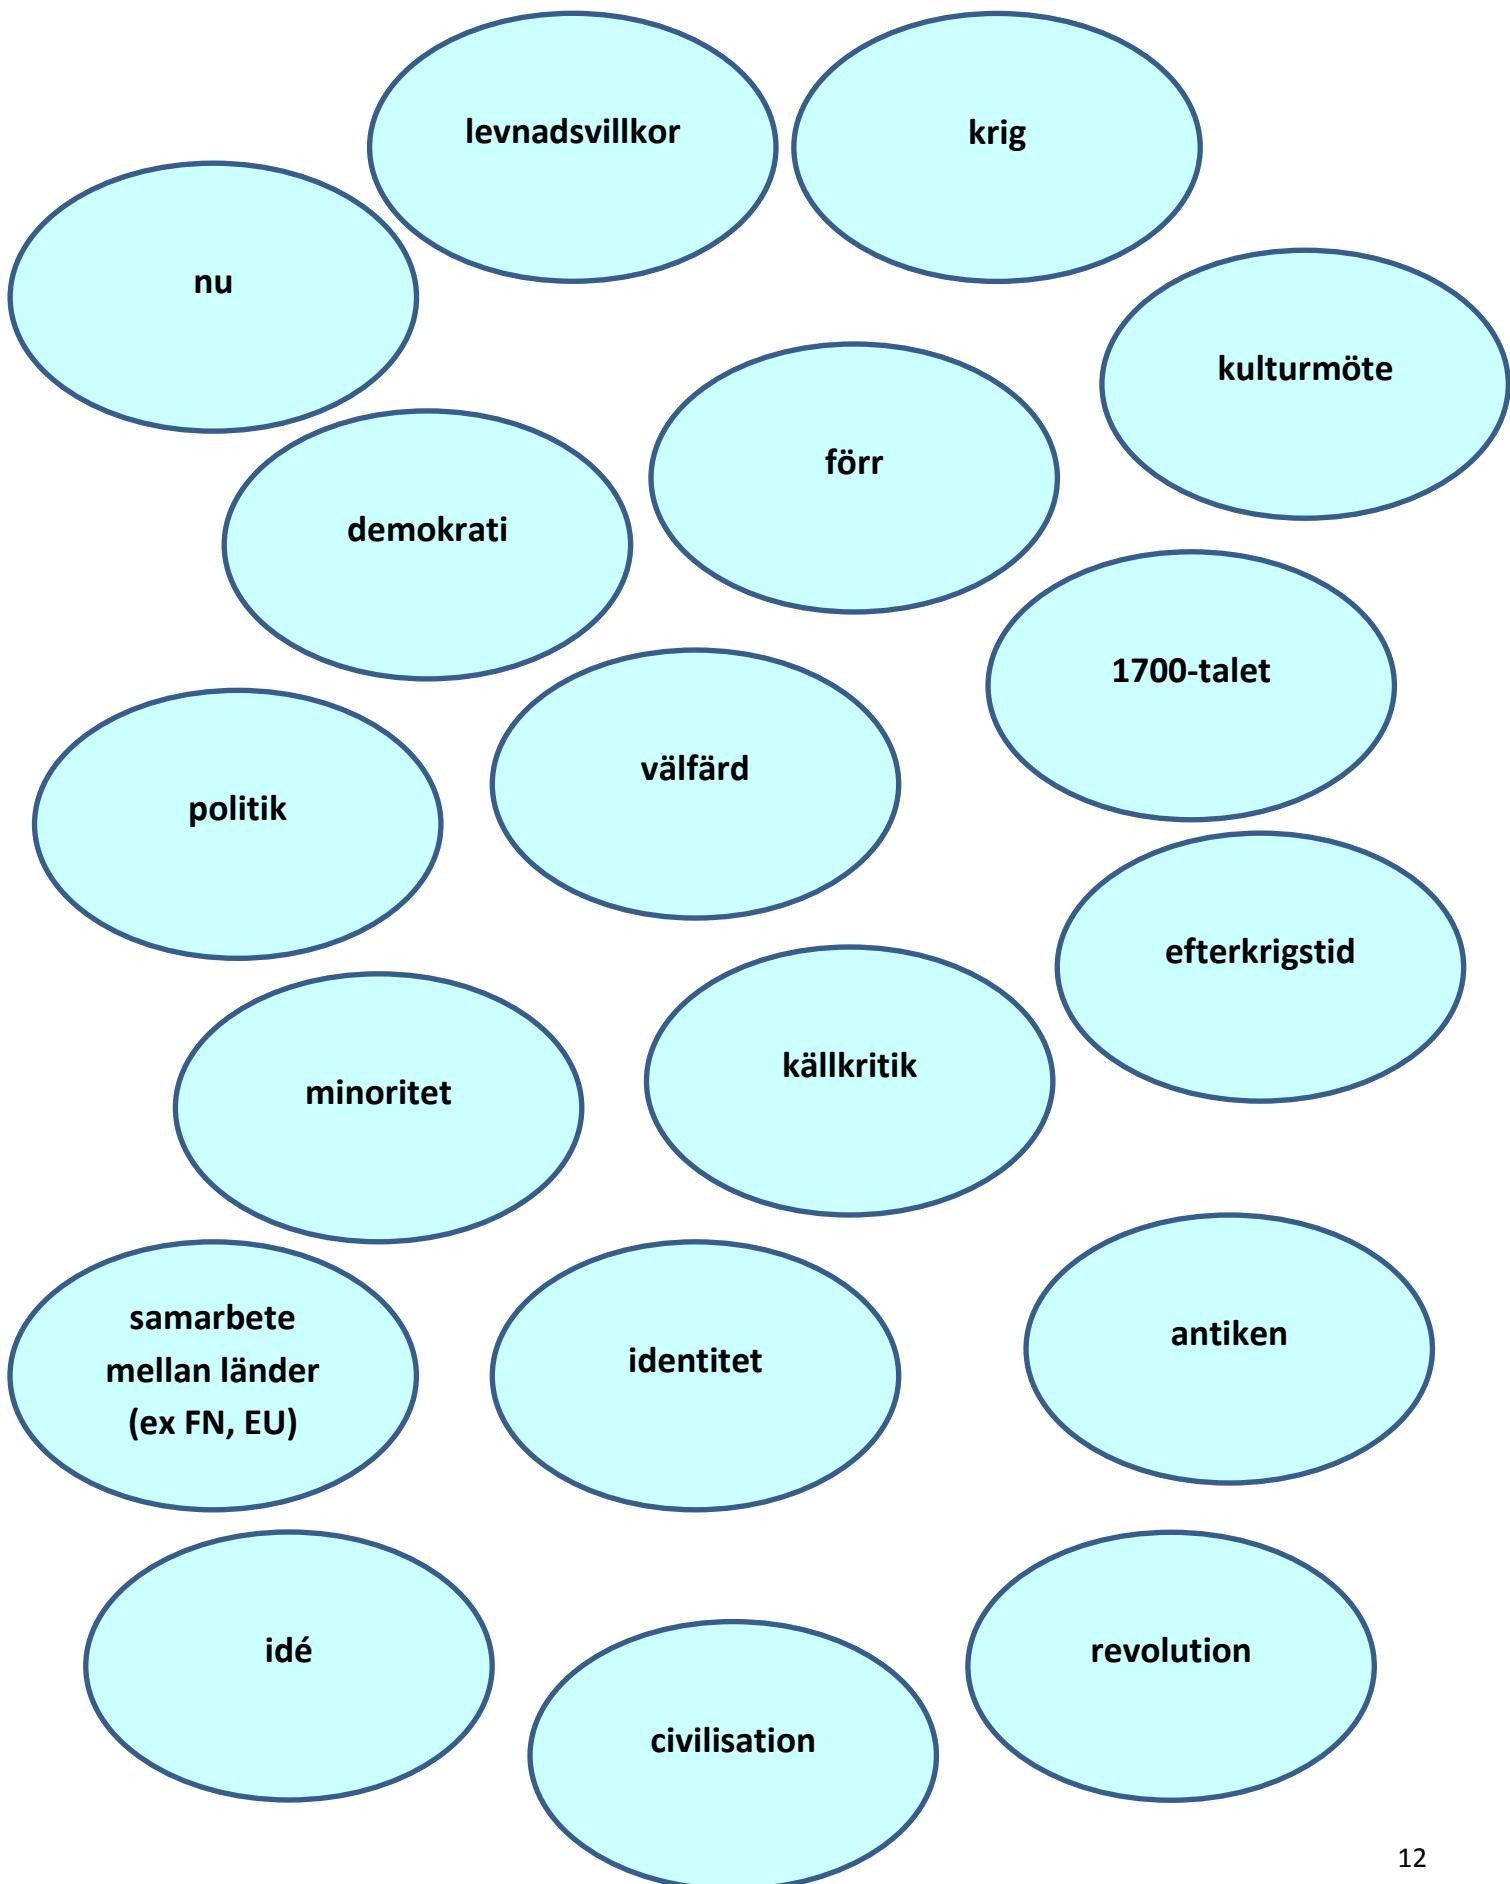 levnadsvillkor
krig
nu
kulturmöte
förr
demokrati
1700-talet
välfärd
politik
efterkrigstid
källkritik
minoritet
samarbete
mellan länder
(ex FN, EU)
identitet
antiken
idé
revolution
civilisation
12